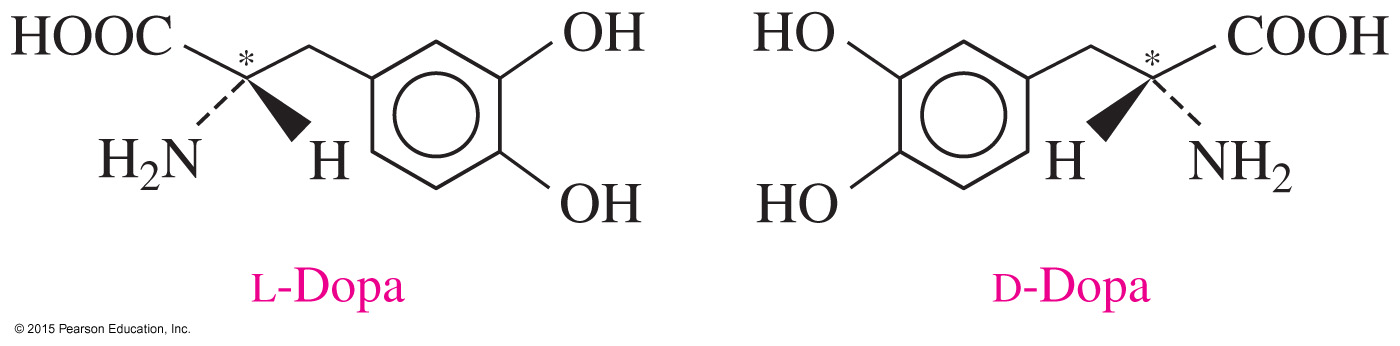 HOOC * OH HO * COOH
H₂N H H NH₂
OH HO
L-Dopa D-Dopa
© 2015 Pearson Education, Inc.